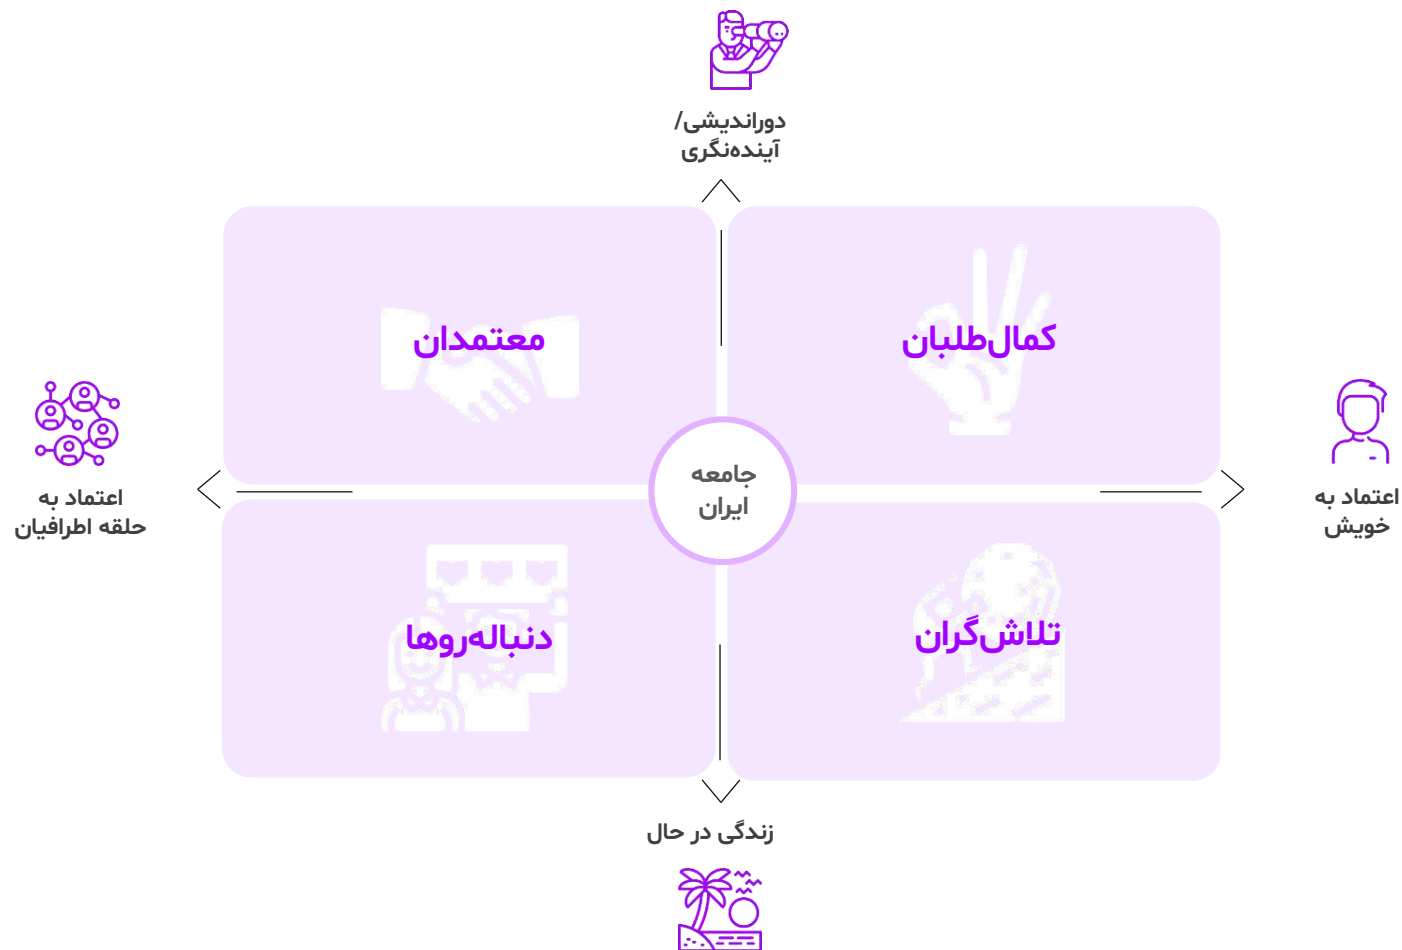 دوراندیشی/
آینده‌نگری
کمال‌طلبان
معتمدان
اعتماد به
خویش
جامعه
ایران
اعتماد به
حلقه اطرافیان
تلاش‌گران
دنباله‌روها
زندگی در حال